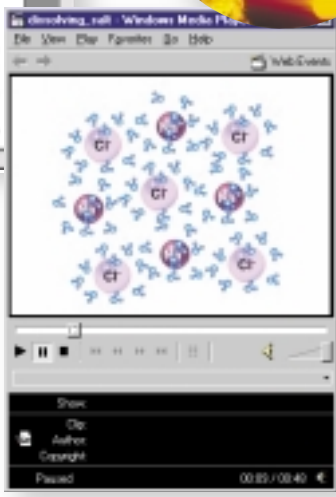 dissolving_salt - Windows Media Player
File View Play Favorites Go Help
Web Events
Cl⁻
Cl⁻
Cl⁻
Cl⁻
Cl⁻
Show:
Clip:
Author:
Copyright:
Paused 00:09 / 00:40